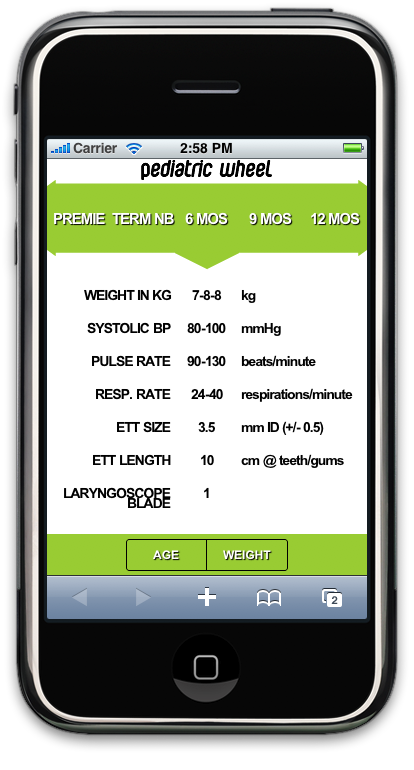 Carrier 2:58 PM
pediatric wheel
PREMIE TERM NB 6 MOS 9 MOS 12 MOS
WEIGHT IN KG 7-8-8 kg
SYSTOLIC BP 80-100 mmHg
PULSE RATE 90-130 beats/minute
RESP. RATE 24-40 respirations/minute
ETT SIZE 3.5 mm ID (+/- 0.5)
ETT LENGTH 10 cm @ teeth/gums
LARYNGOSCOPE 1
BLADE
AGE WEIGHT
2